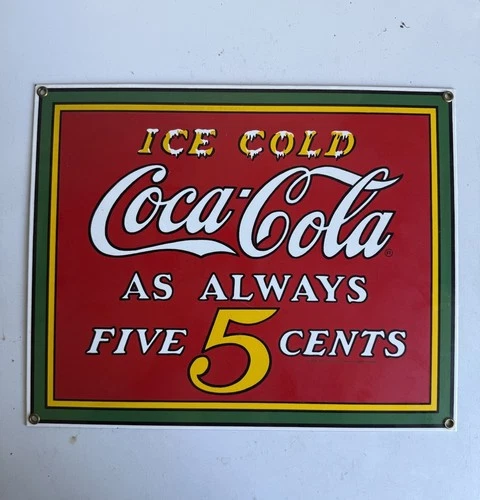 ICE COLD
Coca-Cola®
AS ALWAYS
FIVE 5 CENTS